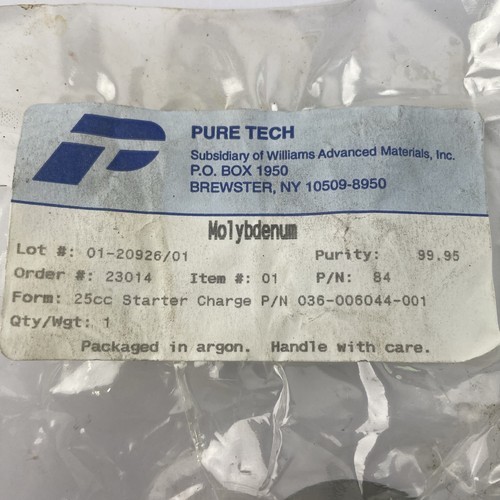 PURE TECH
Subsidiary of Williams Advanced Materials, Inc.
P.O. BOX 1950
BREWSTER, NY 10509-8950
Molybdenum
Lot #: 01-20926/01 Purity: 99.95
Order #: 23014 Item #: 01 P/N: 84
Form: 25cc Starter Charge P/N 036-006044-001
Qty/Wgt: 1
Packaged in argon. Handle with care.